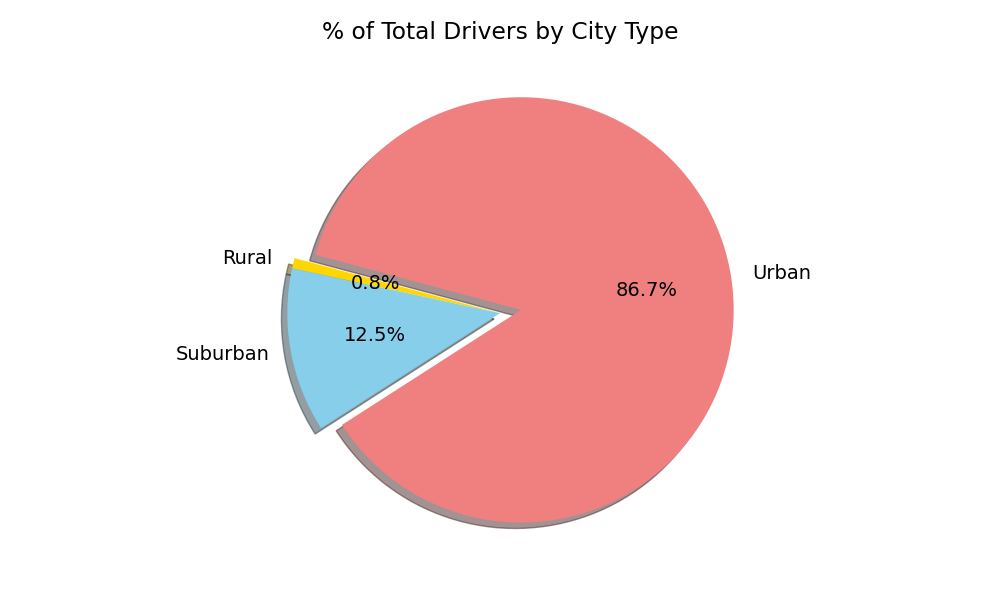 % of Total Drivers by City Type
Rural
0.8%
Urban
86.7%
12.5%
Suburban